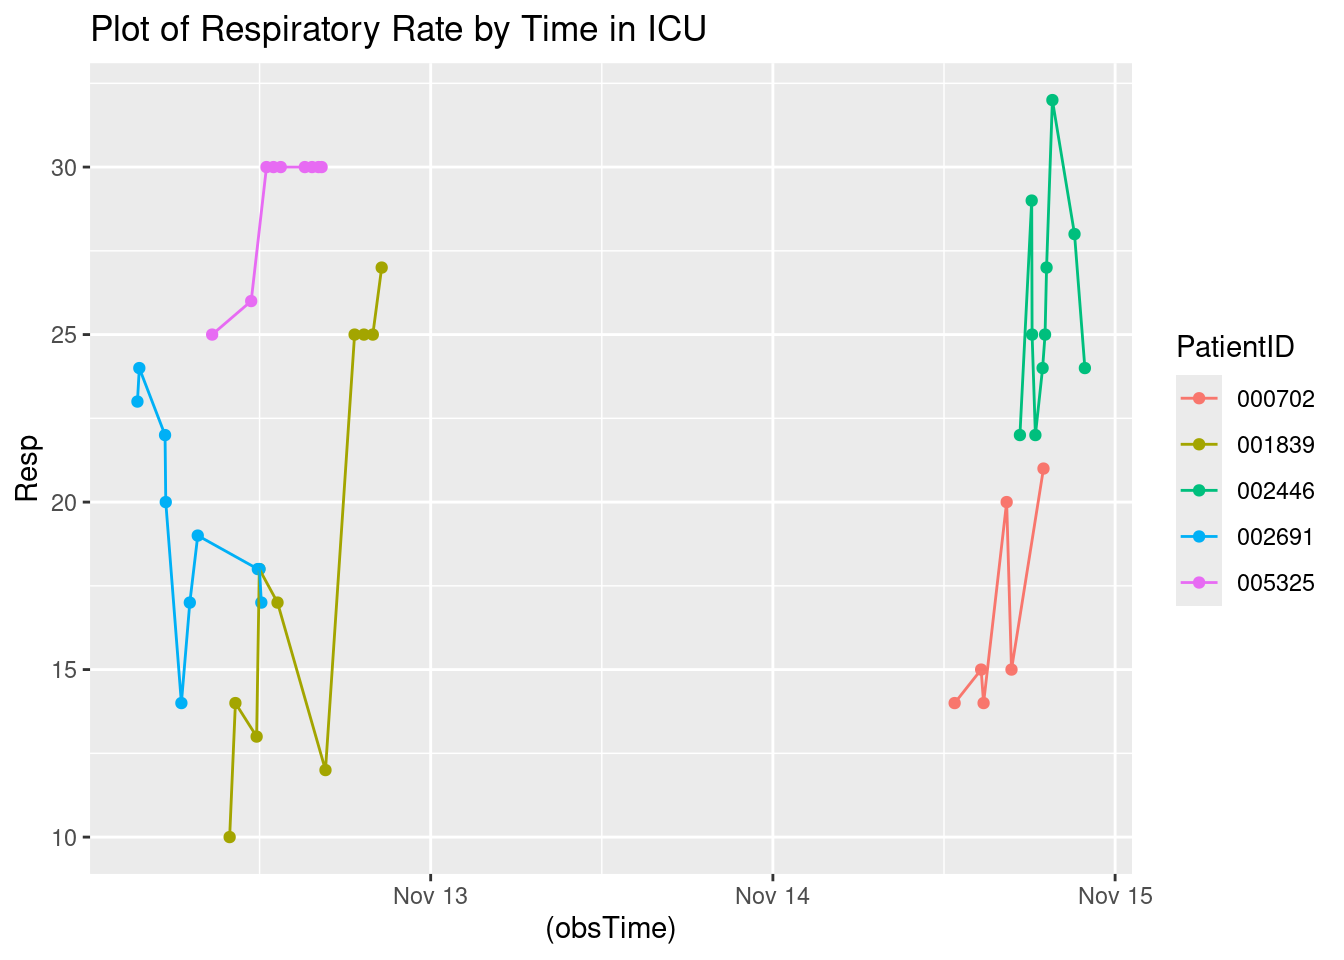 Plot of Respiratory Rate by Time in ICU
30
25
20
15
10
Resp
Nov 13
Nov 14
Nov 15
(obsTime)
PatientID
000702
001839
002446
002691
005325